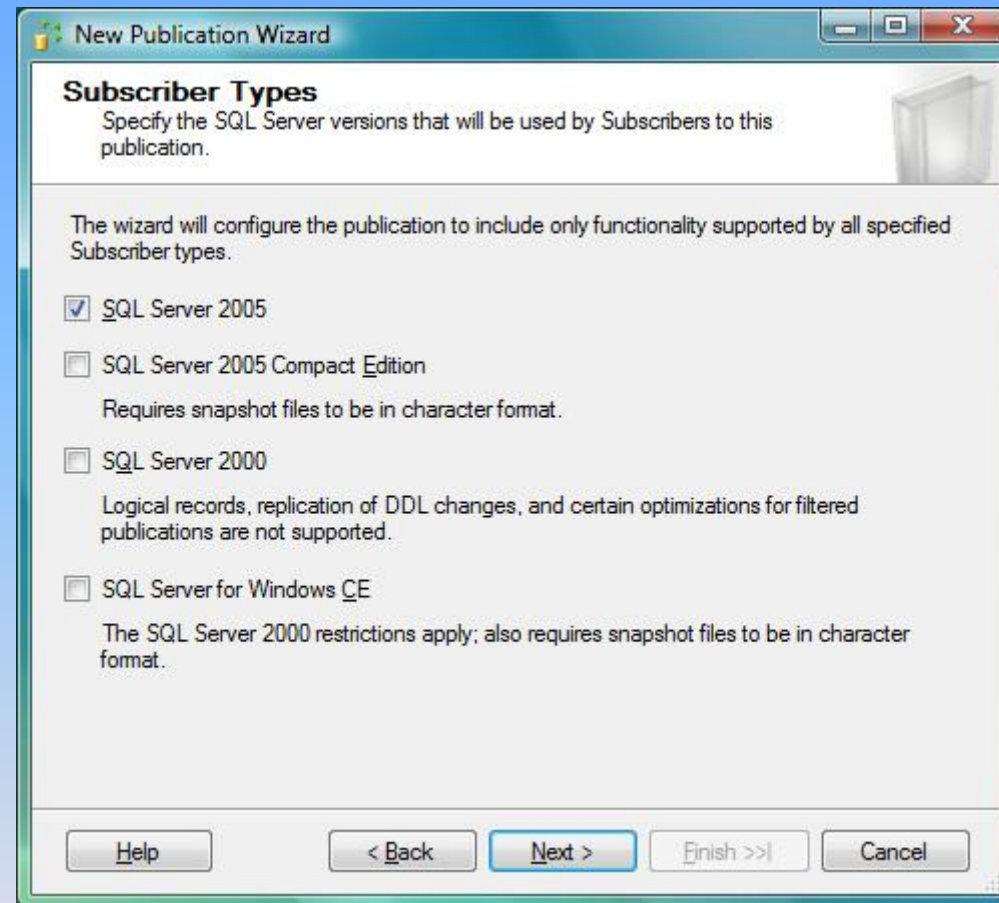 New Publication Wizard
Subscriber Types
Specify the SQL Server versions that will be used by Subscribers to this
publication.
The wizard will configure the publication to include only functionality supported by all specified
Subscriber types.
SQL Server 2005
SQL Server 2005 Compact Edition
Requires snapshot files to be in character format.
SQL Server 2000
Logical records, replication of DDL changes, and certain optimizations for filtered
publications are not supported.
SQL Server for Windows CE
The SQL Server 2000 restrictions apply; also requires snapshot files to be in character
format.
Help < Back Next > Finish >>| Cancel